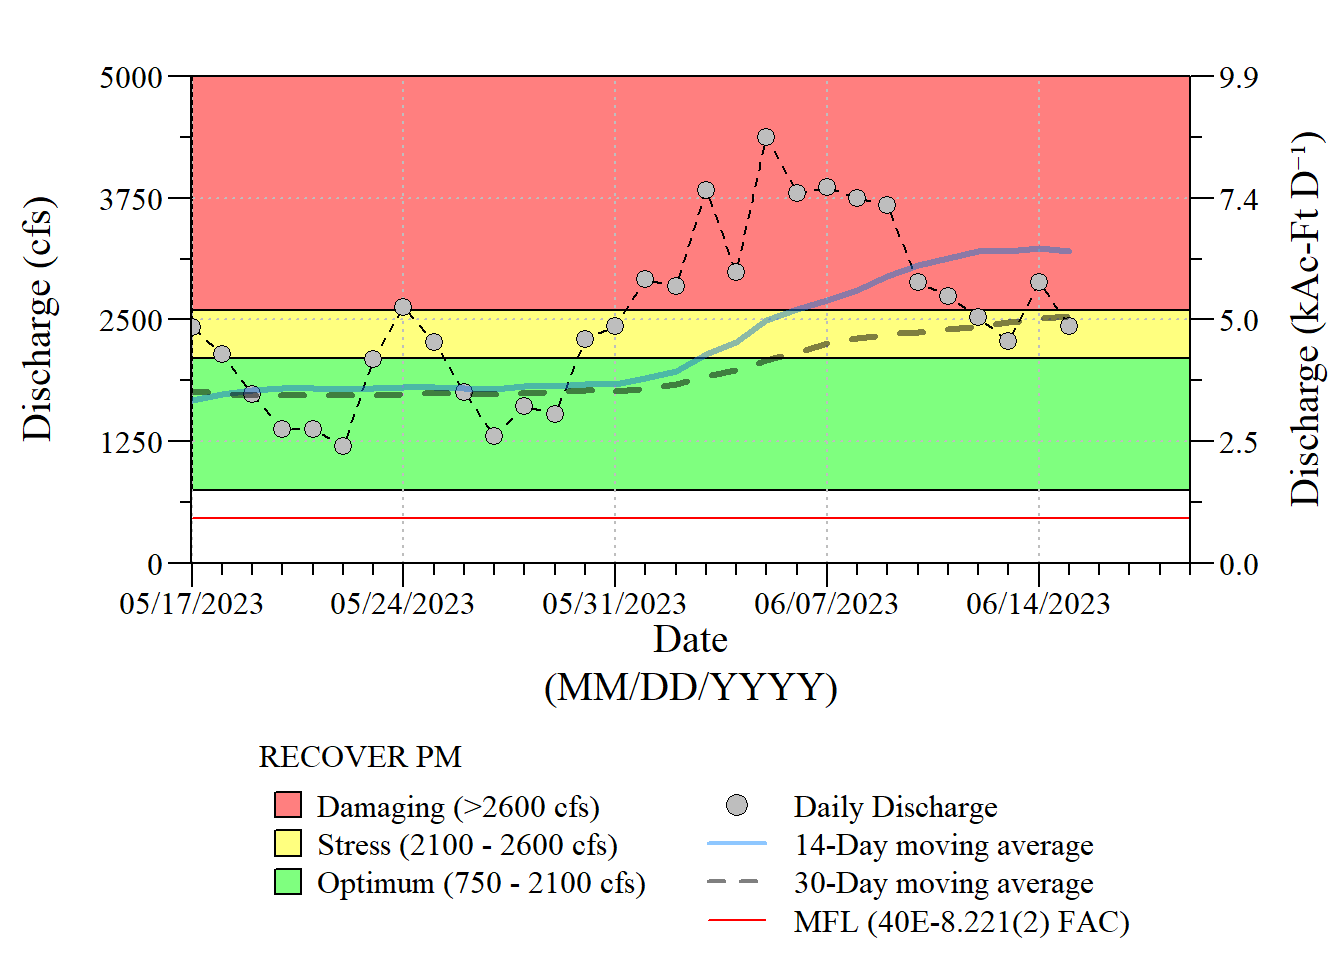 5000
3750
2500
1250
0
Discharge (cfs)
9.9
7.4
5.0
2.5
0.0
Discharge (kAc-Ft D⁻¹)
05/17/2023
05/24/2023
05/31/2023
06/07/2023
06/14/2023
Date
(MM/DD/YYYY)
RECOVER PM
Damaging (>2600 cfs)
Stress (2100 - 2600 cfs)
Optimum (750 - 2100 cfs)
Daily Discharge
14-Day moving average
30-Day moving average
MFL (40E-8.221(2) FAC)